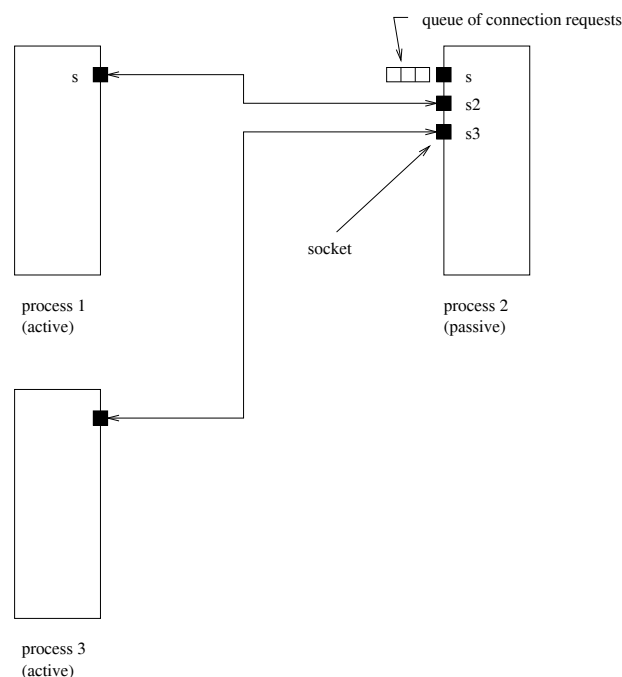 queue of connection requests
s
s
s2
s3
socket
process 1
(active)
process 2
(passive)
process 3
(active)